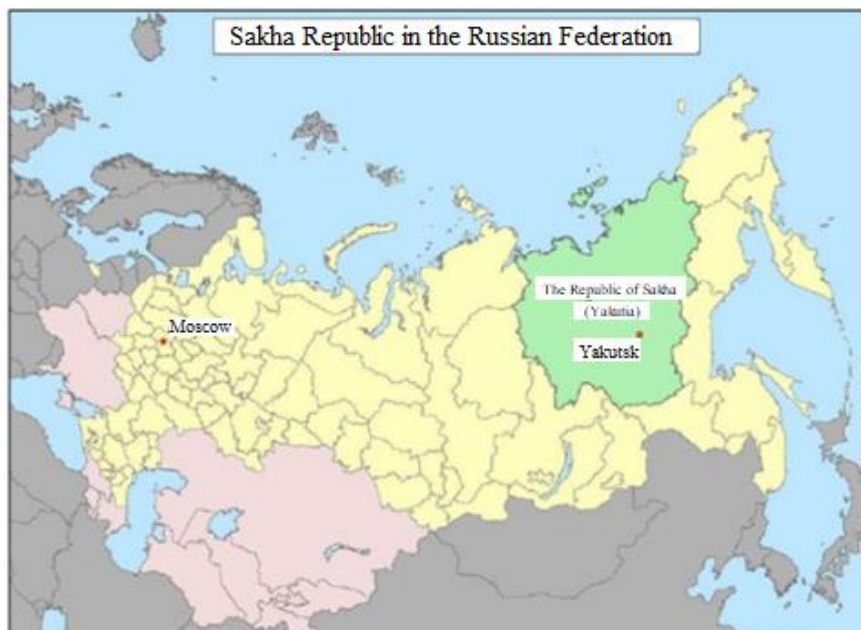 Sakha Republic in the Russian Federation
The Republic of Sakha
(Yakutia)
Moscow
Yakutsk